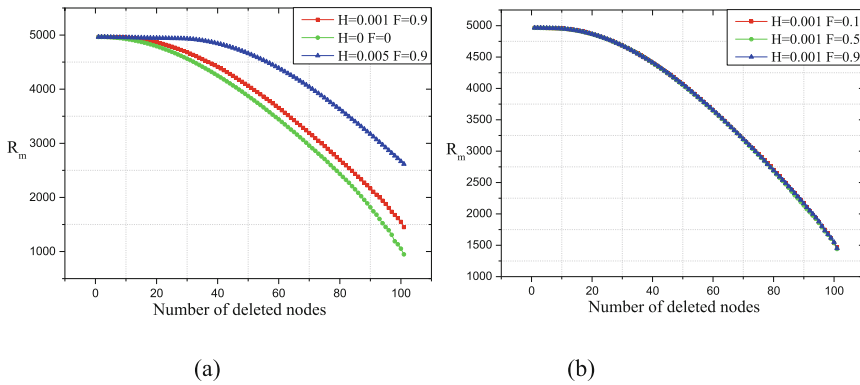 H=0.001 F=0.9
H=0 F=0
H=0.005 F=0.9
5000
4000
3000
2000
1000
R_m
0 20 40 60 80 100
Number of deleted nodes
(a)
H=0.001 F=0.1
H=0.001 F=0.5
H=0.001 F=0.9
5000
4500
4000
3500
3000
2500
2000
1500
1000
R_m
0 20 40 60 80 100
Number of deleted nodes
(b)